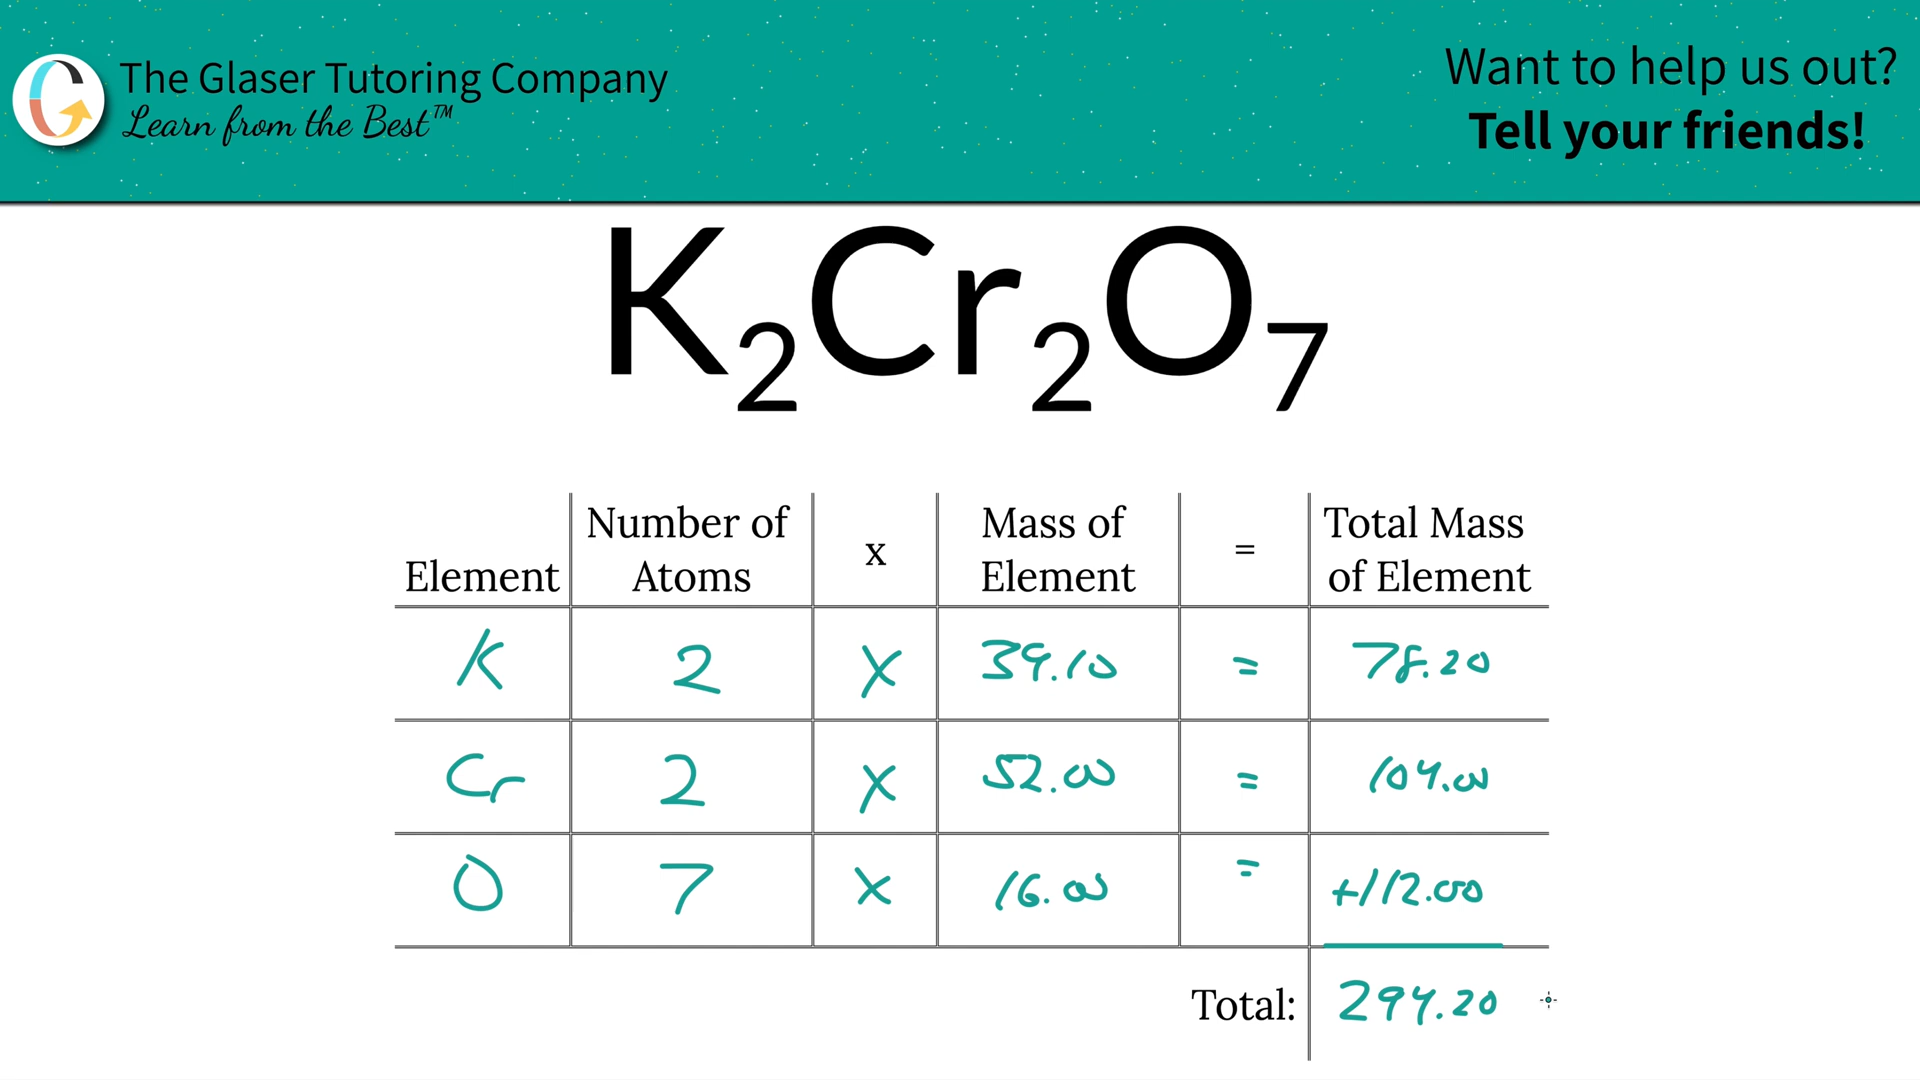 The Glaser Tutoring Company
Learn from the Best™
Want to help us out?
Tell your friends!
K₂Cr₂O₇
Element Number of Atoms x Mass of Element = Total Mass of Element
K 2 x 39.10 = 78.20
Cr 2 x 52.00 = 104.00
O 7 x 16.00 = +112.00
Total: 294.20